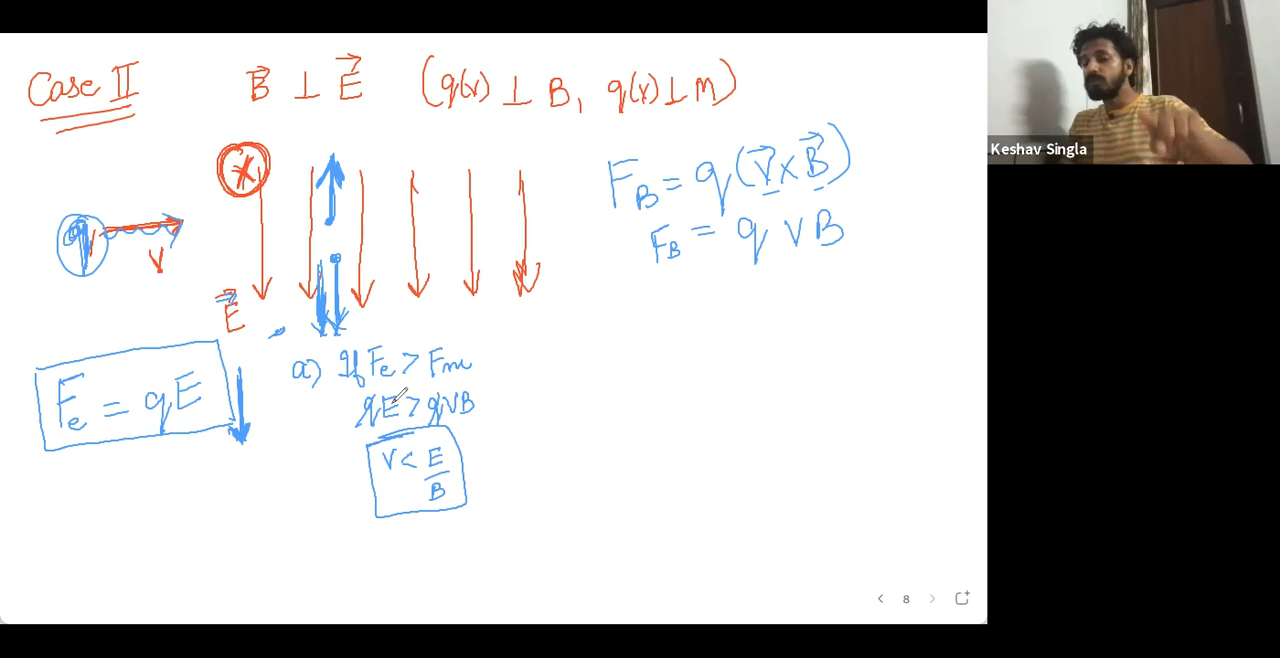 Case II B ⊥ E (q(v) ⊥ B, q(v) ⊥ M)
Keshav Singla
F_B = q(V × B)
F_B = q V B
q
V
E
F_e = qE
a) If F_e > F_m
qE > qVB
V < E/B
8